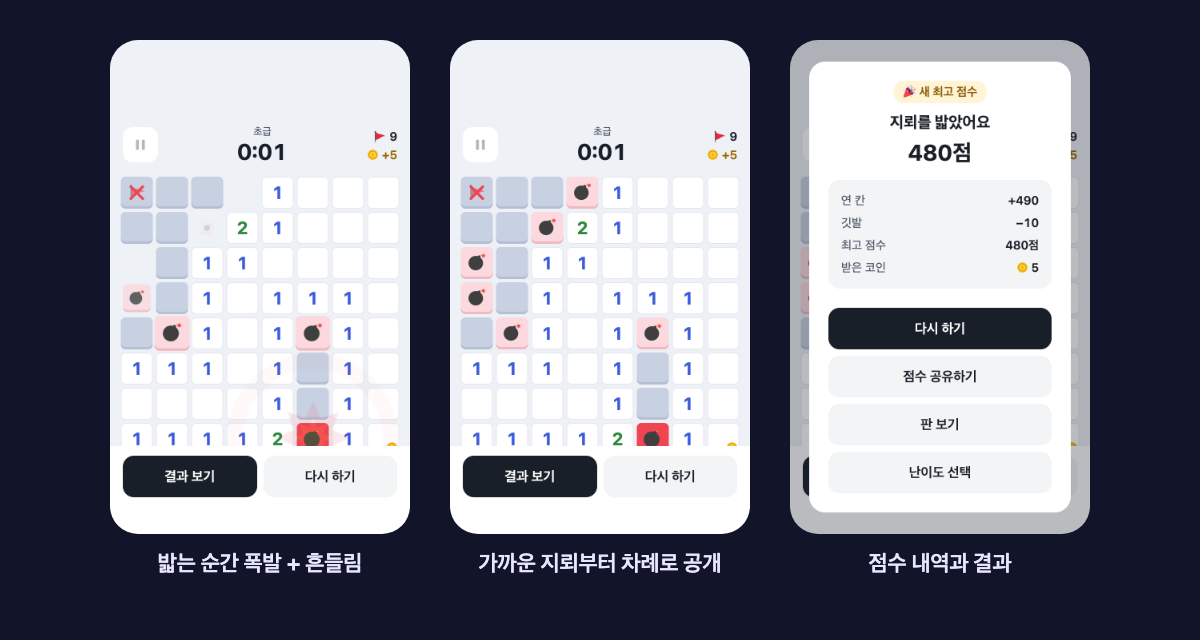 초급
0:01
9
+5
1
2 1
1 1
1 1 1 1
1 1
1 1 1 1 1
1 1
1 1 1 1 2 1
결과 보기 다시 하기
밟는 순간 폭발 + 흔들림
초급
0:01
9
+5
1
2 1
1 1
1 1 1 1
1 1
1 1 1 1 1
1 1
1 1 1 1 2 1
결과 보기 다시 하기
가까운 지뢰부터 차례로 공개
새 최고 점수
지뢰를 밟았어요
480점
연 칸 +490
깃발 −10
최고 점수 480점
받은 코인 5
다시 하기
점수 공유하기
판 보기
난이도 선택
9
5
점수 내역과 결과